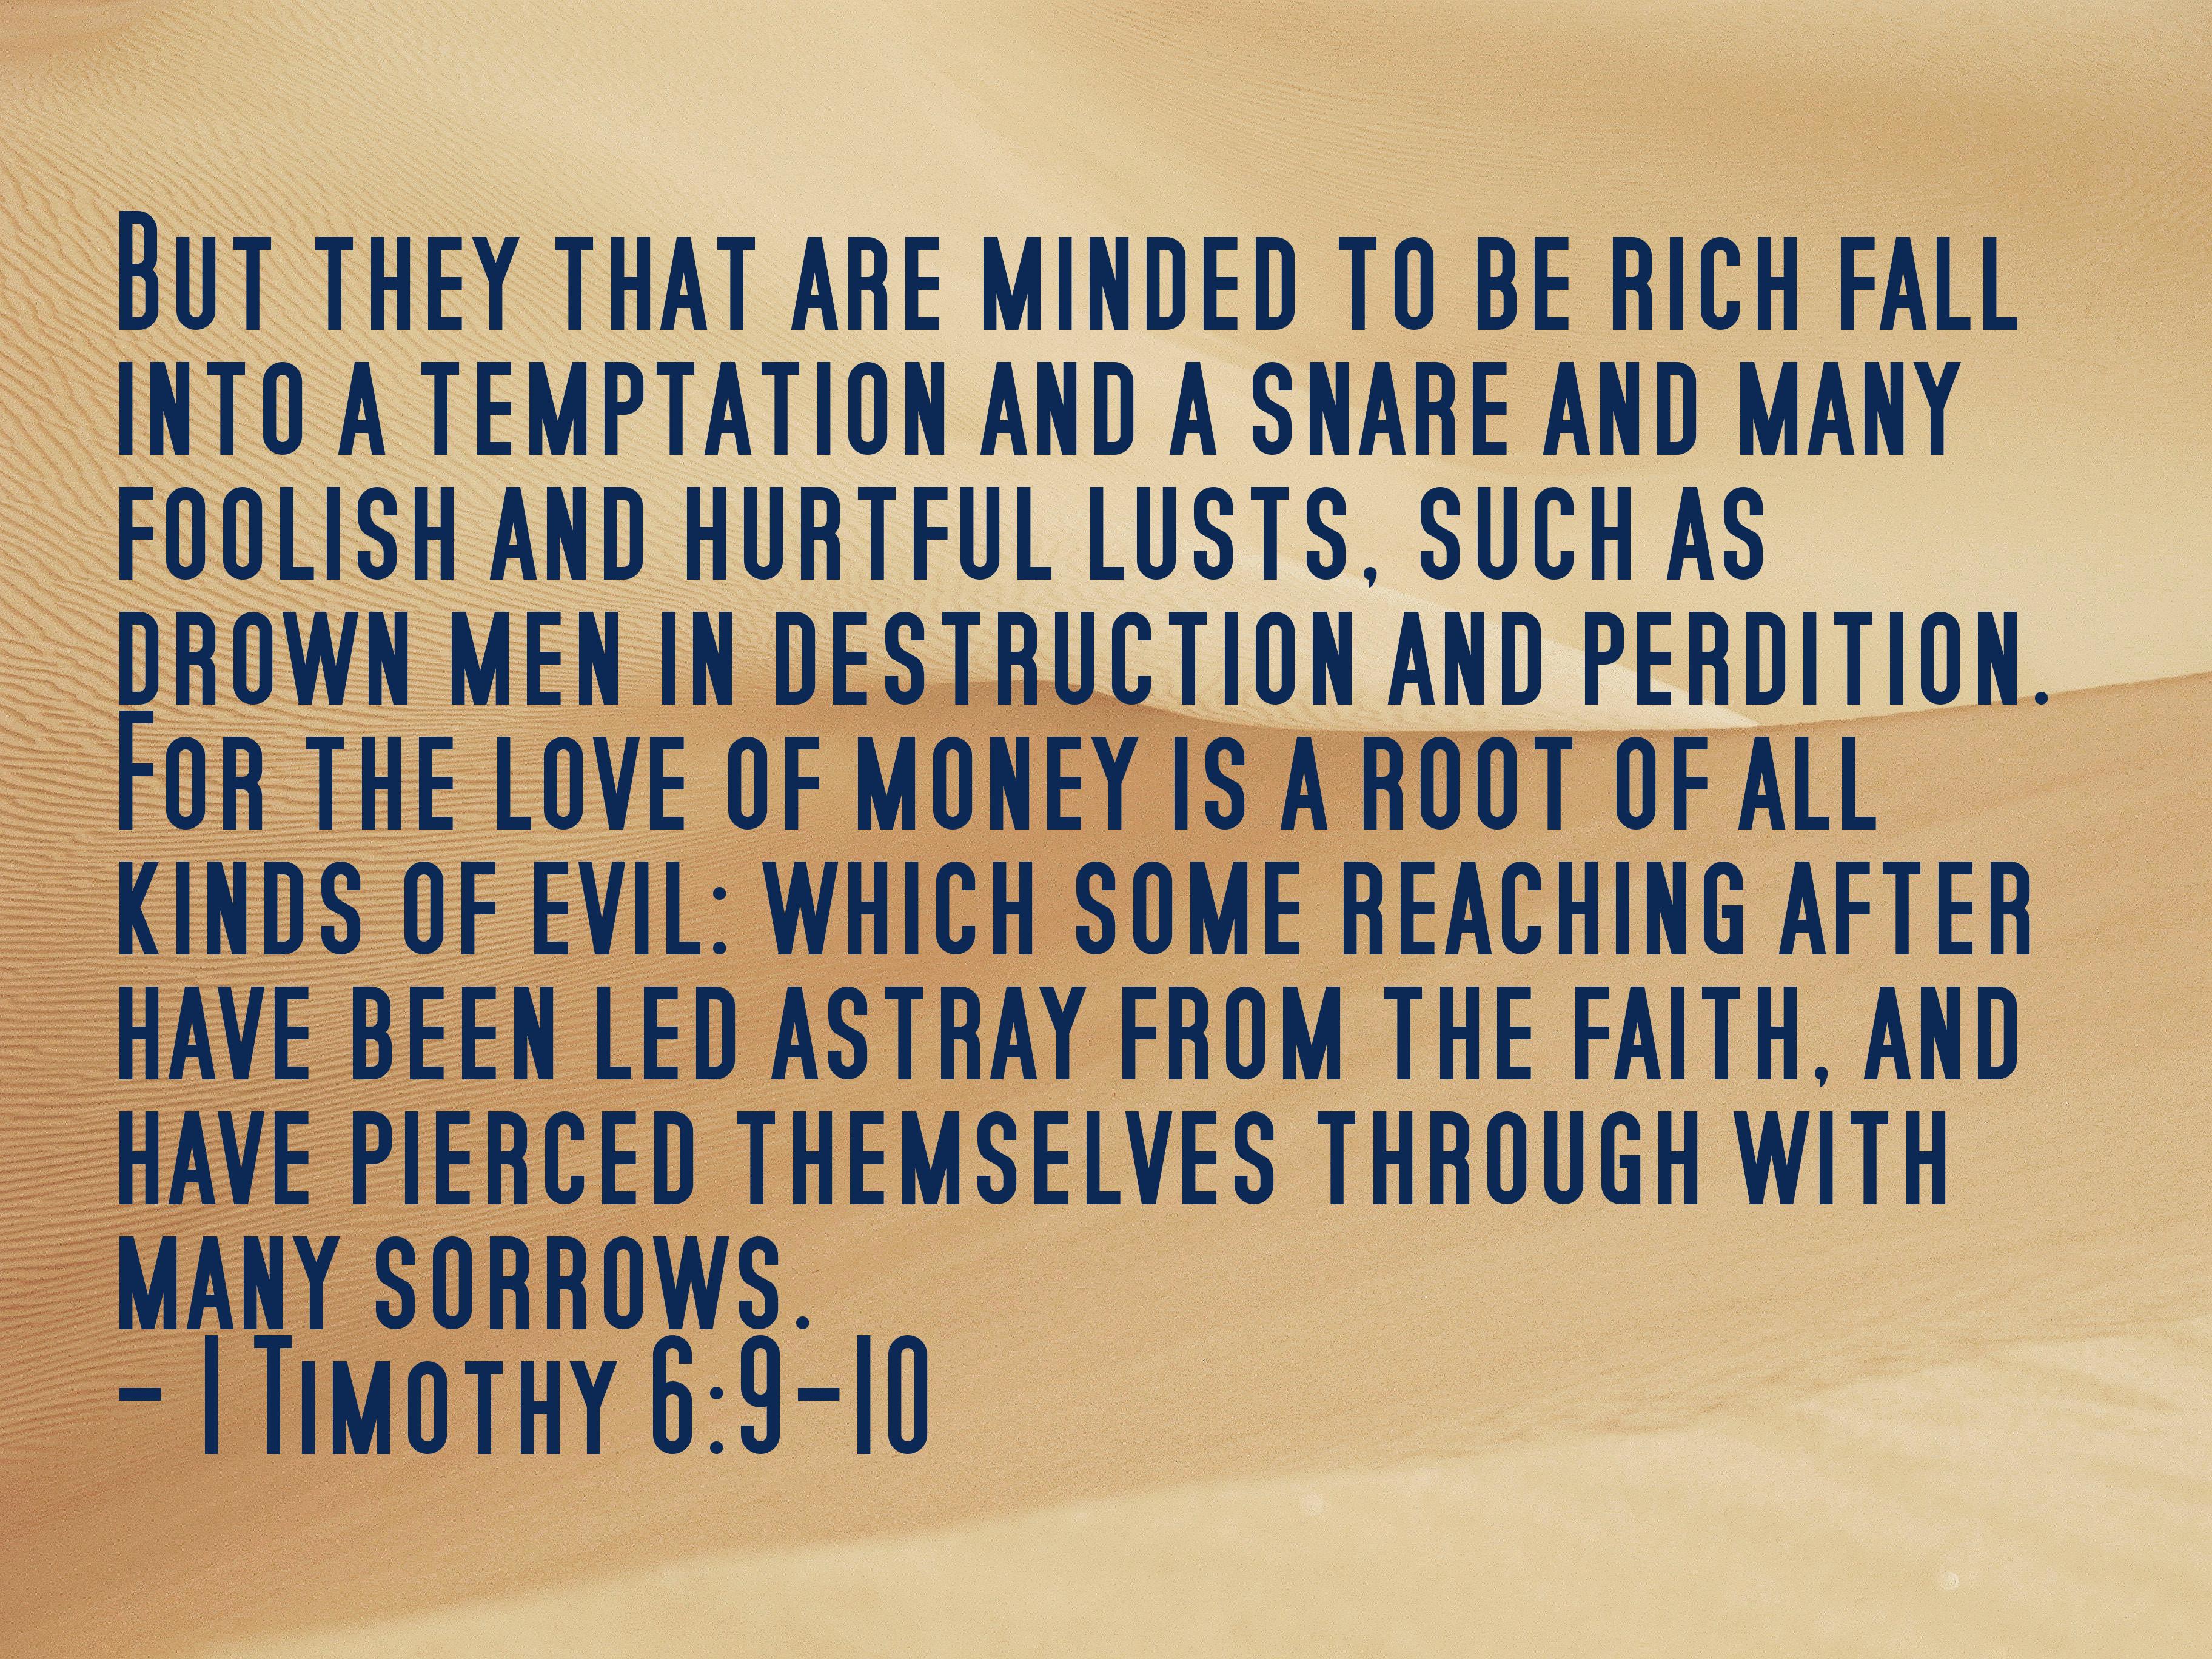 But they that are minded to be rich fall
into a temptation and a snare and many
foolish and hurtful lusts, such as
drown men in destruction and perdition.
For the love of money is a root of all
kinds of evil: which some reaching after
have been led astray from the faith, and
have pierced themselves through with
many sorrows.
- 1 Timothy 6:9-10